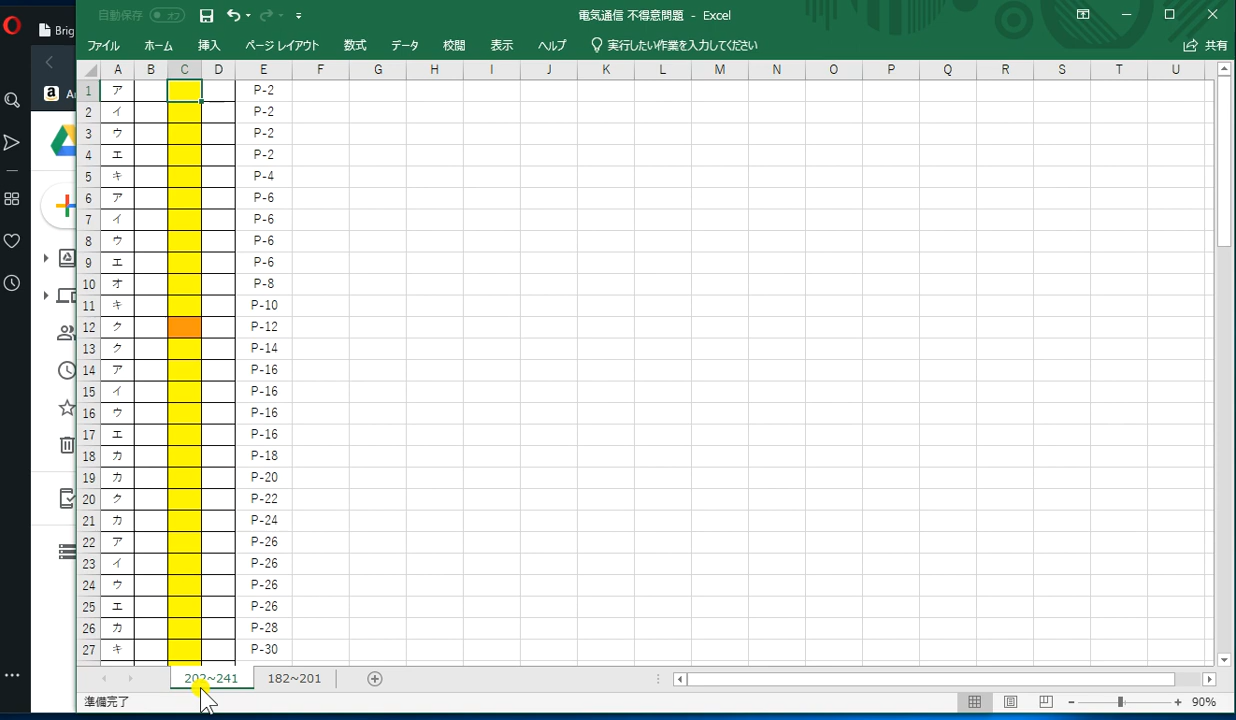 自動保存 オフ 電気通信 不得意問題 - Excel
Brig
ファイル ホーム 挿入 ページ レイアウト 数式 データ 校閲 表示 ヘルプ 実行したい作業を入力してください 共有
A B C D E F G H I J K L M N O P Q R S T U
1 ア P-2
2 イ P-2
3 ウ P-2
4 エ P-2
5 キ P-4
6 ア P-6
7 イ P-6
8 ウ P-6
9 エ P-6
10 オ P-8
11 キ P-10
12 ク P-12
13 ク P-14
14 ア P-16
15 イ P-16
16 ウ P-16
17 エ P-16
18 カ P-18
19 カ P-20
20 ク P-22
21 カ P-24
22 ア P-26
23 イ P-26
24 ウ P-26
25 エ P-26
26 カ P-28
27 キ P-30
202~241 182~201
準備完了 90%